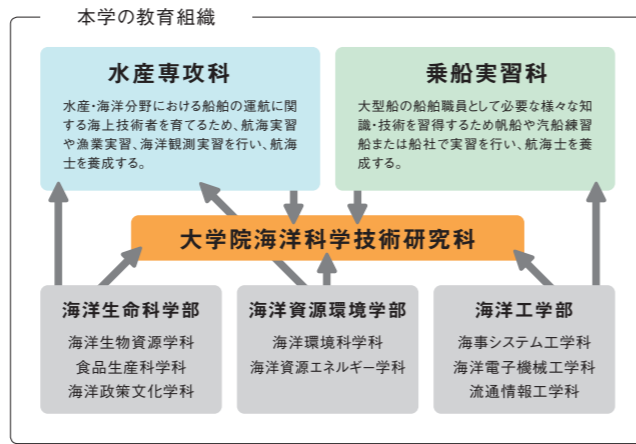 本学の教育組織
水産専攻科
水産・海洋分野における船舶の運航に関
する海上技術者を育てるため、航海実習
や漁業実習、海洋観測実習を行い、航海
士を養成する。
乗船実習科
大型船の船舶職員として必要な様々な知
識・技術を習得するため帆船や汽船練習
船または船社で実習を行い、航海士を養
成する。
大学院海洋科学技術研究科
海洋生命科学部
海洋生物資源学科
食品生産科学科
海洋政策文化学科
海洋資源環境学部
海洋環境科学科
海洋資源エネルギー学科
海洋工学部
海事システム工学科
海洋電子機械工学科
流通情報工学科